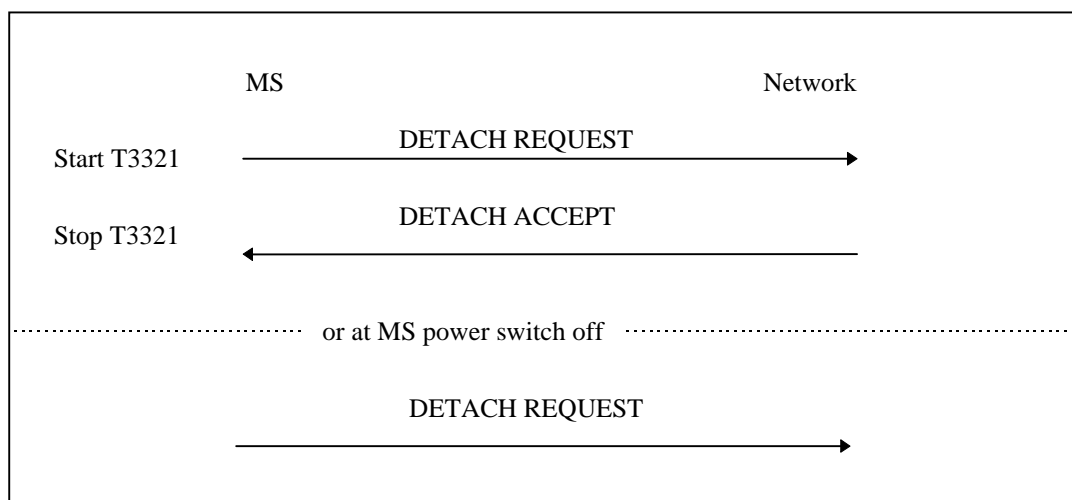 MS Network
DETACH REQUEST
Start T3321
DETACH ACCEPT
Stop T3321
or at MS power switch off
DETACH REQUEST